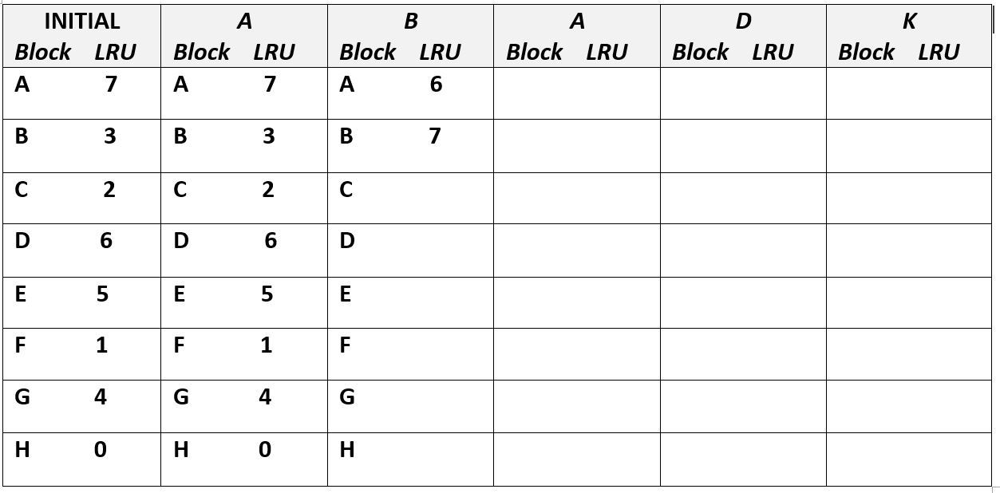 INITIAL A B A D K
Block LRU Block LRU Block LRU Block LRU Block LRU Block LRU
A 7 A 7 A 6
B 3 B 3 B 7
C 2 C 2 C
D 6 D 6 D
E 5 E 5 E
F 1 F 1 F
G 4 G 4 G
H 0 H 0 H